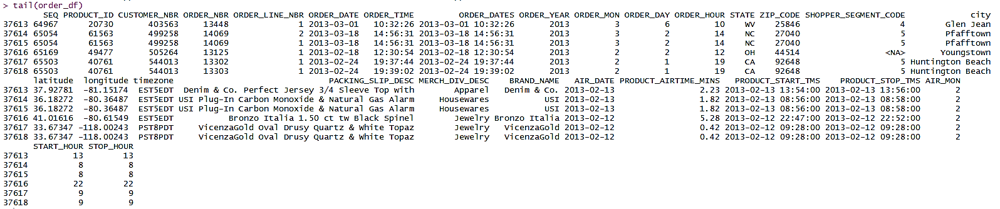 > tail(order_df)
SEQ PRODUCT_ID CUSTOMER_NBR ORDER_NBR ORDER_LINE_NBR ORDER_DATE ORDER_TIME ORDER_DATES ORDER_YEAR ORDER_MON ORDER_DAY ORDER_HOUR STATE ZIP_CODE SHOPPER_SEGMENT_CODE city
37613 64967 20730 403563 13448 1 2013-03-01 10:32:26 2013-03-01 10:32:26 2013 3 6 10 WV 25846 4 Glen Jean
37614 65054 61563 499258 14069 2 2013-03-18 14:56:31 2013-03-18 14:56:31 2013 3 2 14 NC 27040 5 Pfafftown
37615 65054 61563 499258 14069 1 2013-03-18 14:56:31 2013-03-18 14:56:31 2013 3 2 14 NC 27040 5 Pfafftown
37616 65169 49477 505264 13125 1 2013-02-18 12:30:54 2013-02-18 12:30:54 2013 2 2 12 OH 44514 <NA> Youngstown
37617 65503 40761 544013 13302 1 2013-02-24 19:37:44 2013-02-24 19:37:44 2013 2 1 19 CA 92648 5 Huntington Beach
37618 65503 40761 544013 13303 1 2013-02-24 19:39:02 2013-02-24 19:39:02 2013 2 1 19 CA 92648 5 Huntington Beach
latitude longitude timezone PACKING_SLIP_DESC MERCH_DIV_DESC BRAND_NAME AIR_DATE PRODUCT_AIRTIME_MINS PRODUCT_START_TMS PRODUCT_STOP_TMS AIR_MON
37613 37.92781 -81.15174 EST5EDT Denim & Co. Perfect Jersey 3/4 Sleeve Top with Apparel Denim & Co. 2013-02-13 2.23 2013-02-13 13:54:00 2013-02-13 13:56:00 2
37614 36.18272 -80.36487 EST5EDT USI Plug-In Carbon Monoxide & Natural Gas Alarm Housewares USI 2013-02-13 1.82 2013-02-13 08:56:00 2013-02-13 08:58:00 2
37615 36.18272 -80.36487 EST5EDT USI Plug-In Carbon Monoxide & Natural Gas Alarm Housewares USI 2013-02-13 1.82 2013-02-13 08:56:00 2013-02-13 08:58:00 2
37616 41.01616 -80.61549 EST5EDT Bronzo Italia 1.50 ct tw Black Spinel Jewelry Bronzo Italia 2013-02-12 5.28 2013-02-12 22:47:00 2013-02-12 22:52:00 2
37617 33.67347 -118.00243 PST8PDT VicenzaGold Oval Drusy Quartz & White Topaz Jewelry VicenzaGold 2013-02-12 0.42 2013-02-12 09:28:00 2013-02-12 09:28:00 2
37618 33.67347 -118.00243 PST8PDT VicenzaGold Oval Drusy Quartz & White Topaz Jewelry VicenzaGold 2013-02-12 0.42 2013-02-12 09:28:00 2013-02-12 09:28:00 2
START_HOUR STOP_HOUR
37613 13 13
37614 8 8
37615 8 8
37616 22 22
37617 9 9
37618 9 9